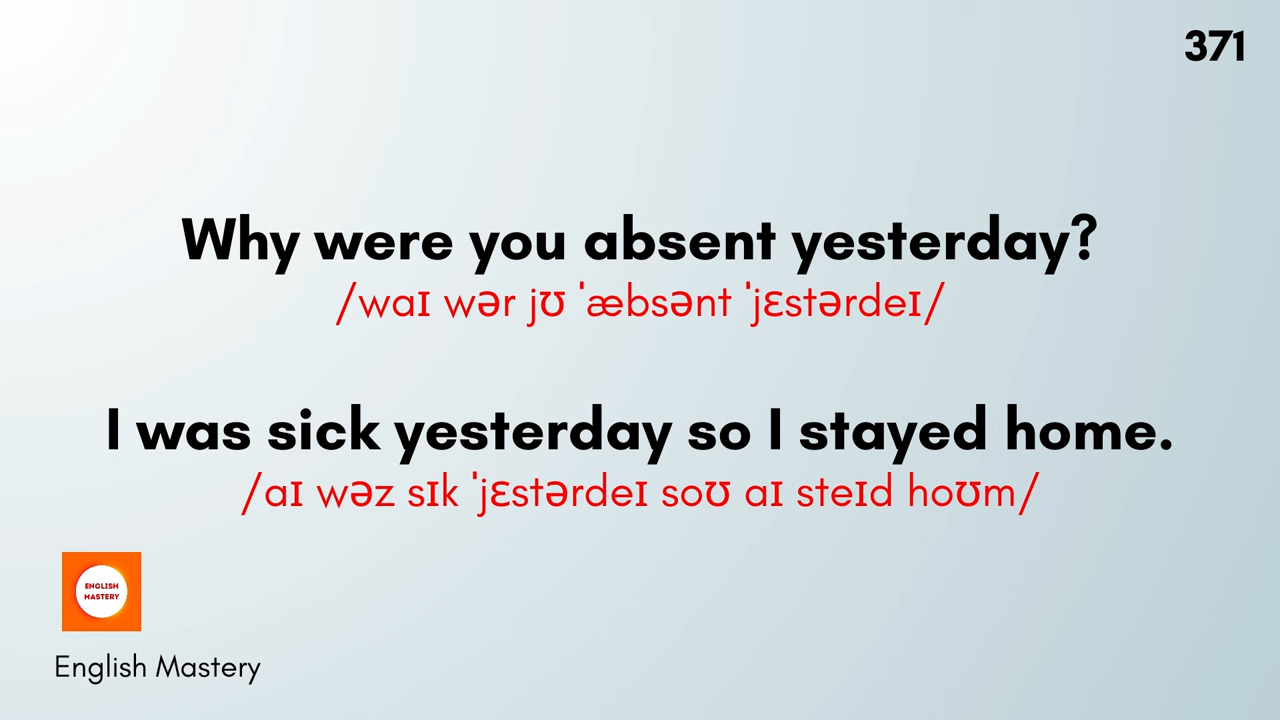 371
Why were you absent yesterday?
/waɪ wər jʊ ˈæbsənt ˈjɛstərdeɪ/
I was sick yesterday so I stayed home.
/aɪ wəz sɪk ˈjɛstərdeɪ soʊ aɪ steɪd hoʊm/
ENGLISH
MASTERY
English Mastery